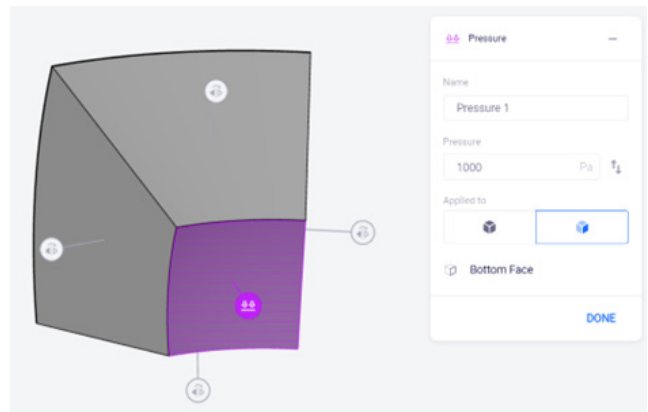 Pressure
Name
Pressure 1
Pressure
1000 Pa
Applied to
Bottom Face
DONE